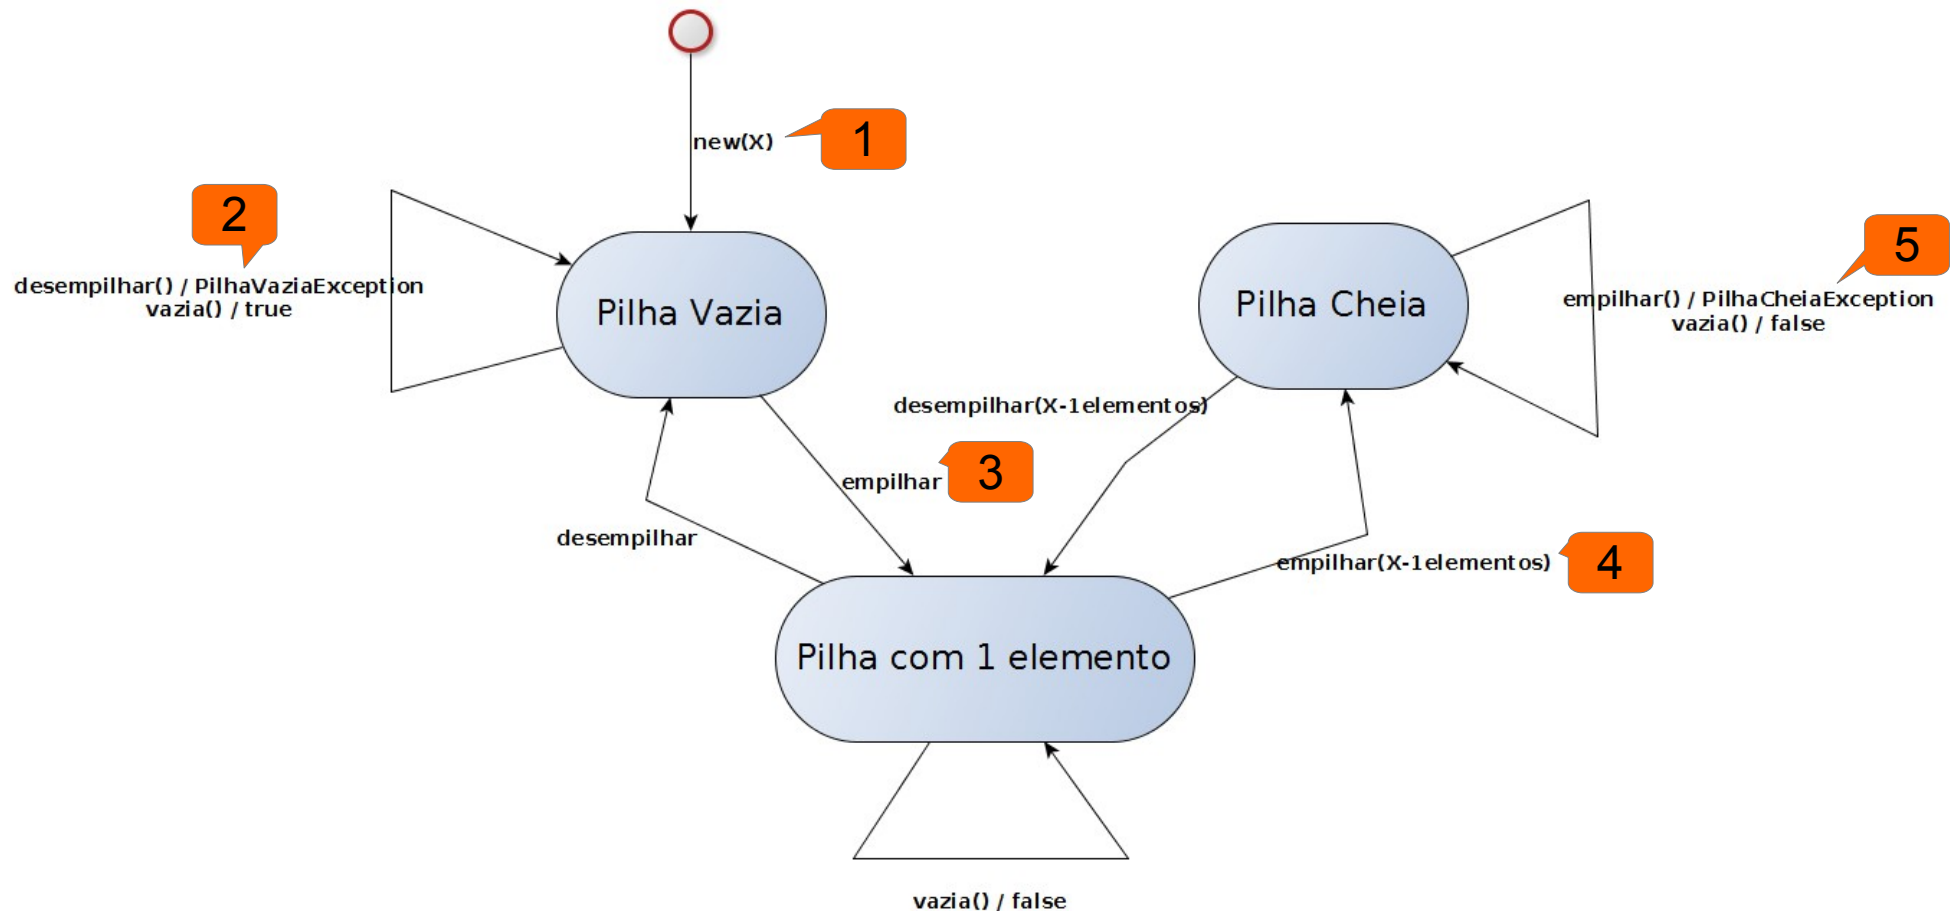 new(X)
1
2
desempilhar() / PilhaVaziaException
vazia() / true
Pilha Vazia
Pilha Cheia
5
empilhar() / PilhaCheiaException
vazia() / false
desempilhar(X-1elementos)
empilhar
3
desempilhar
empilhar(X-1elementos)
4
Pilha com 1 elemento
vazia() / false